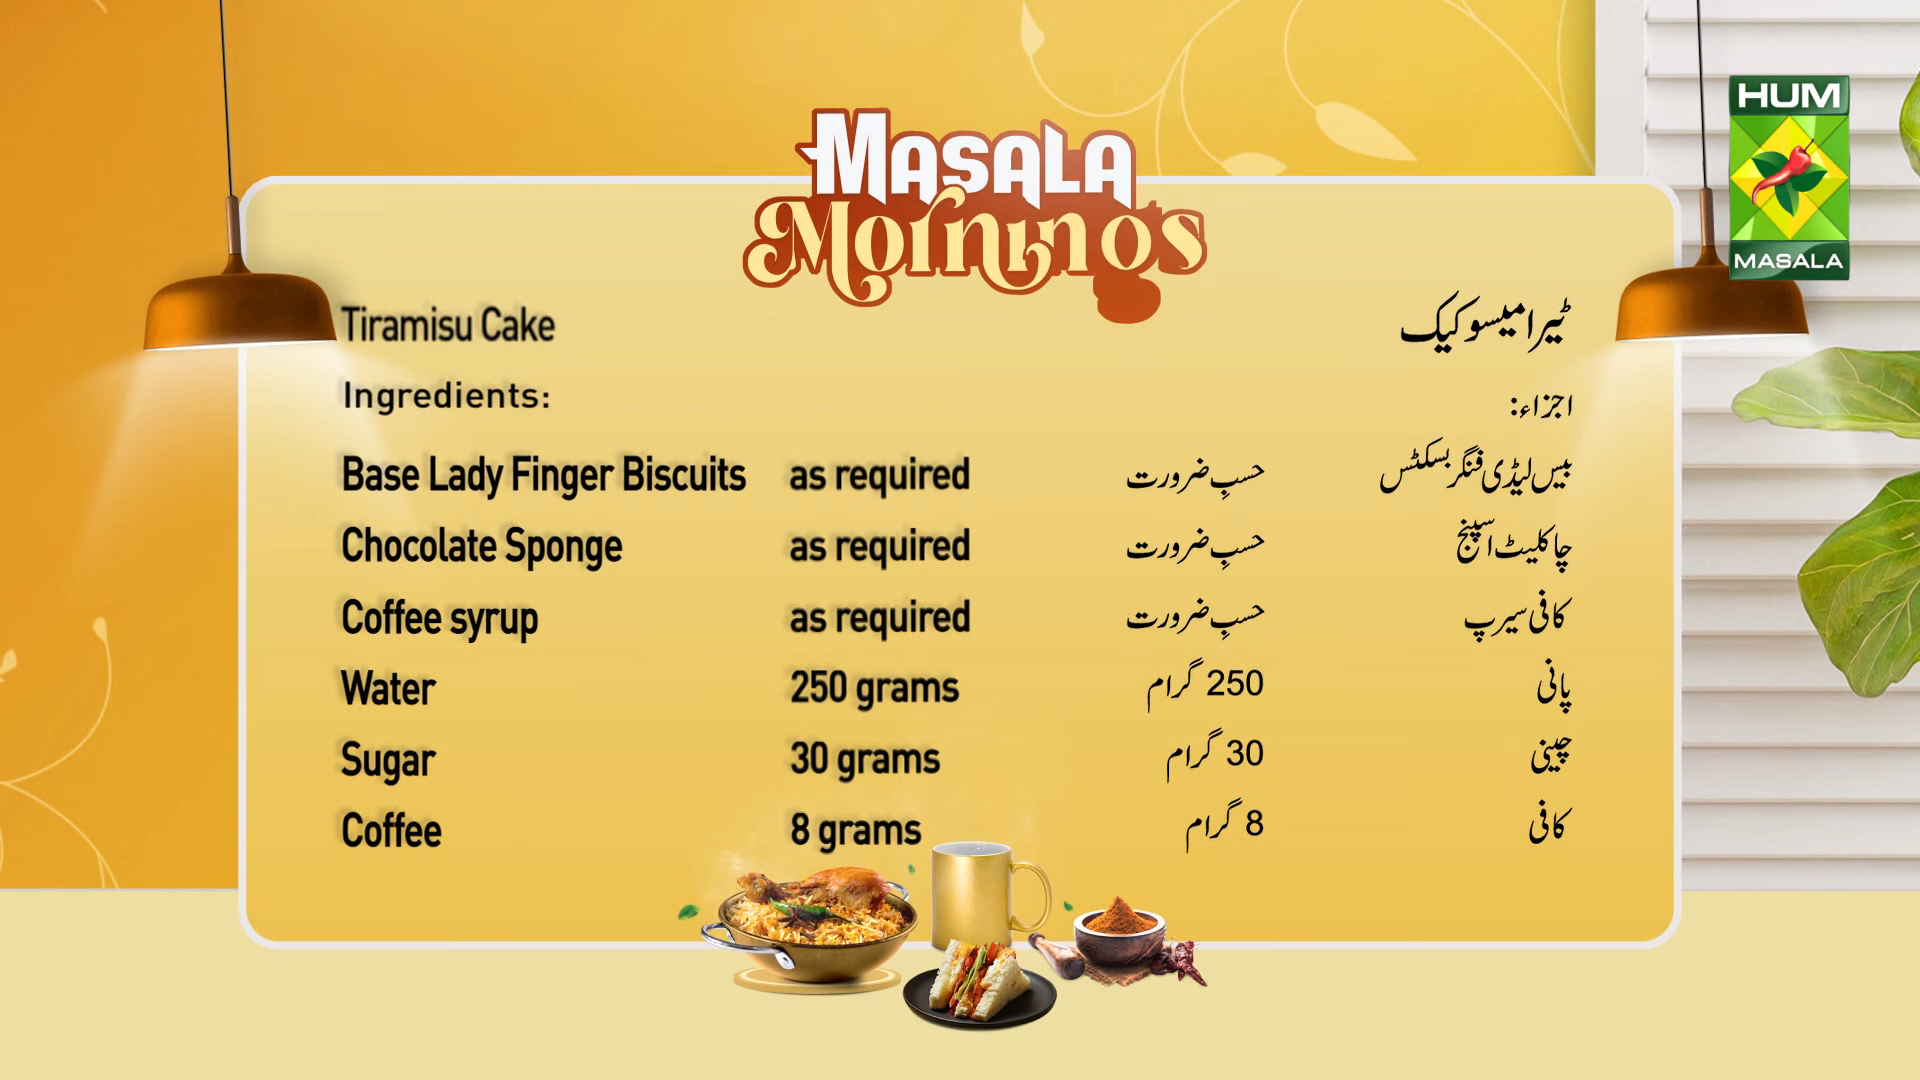 MASALA
Mornings
HUM
MASALA
Tiramisu Cake ٹیرامیسو کیک
Ingredients: اجزاء:
Base Lady Finger Biscuits as required حسبِ ضرورت بیس لیڈی فنگر بسکٹس
Chocolate Sponge as required حسبِ ضرورت چاکلیٹ اسپنج
Coffee syrup as required حسبِ ضرورت کافی سیرپ
Water 250 grams 250 گرام پانی
Sugar 30 grams 30 گرام چینی
Coffee 8 grams 8 گرام کافی